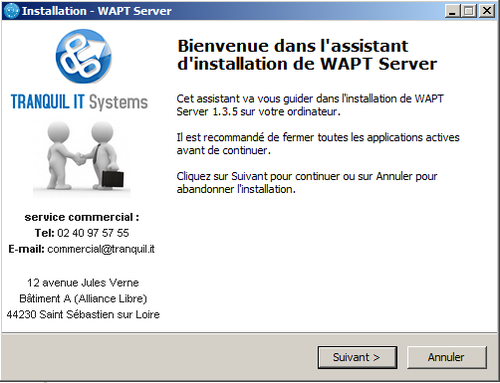 Installation - WAPT Server
Bienvenue dans l'assistant
d'installation de WAPT Server
Cet assistant va vous guider dans l'installation de WAPT
Server 1.3.5 sur votre ordinateur.
Il est recommandé de fermer toutes les applications actives
avant de continuer.
Cliquez sur Suivant pour continuer ou sur Annuler pour
abandonner l'installation.
TRANQUIL IT Systems
service commercial :
Tel: 02 40 97 57 55
E-mail: commercial@tranquil.it
12 avenue Jules Verne
Bâtiment A (Alliance Libre)
44230 Saint Sébastien sur Loire
Suivant >
Annuler